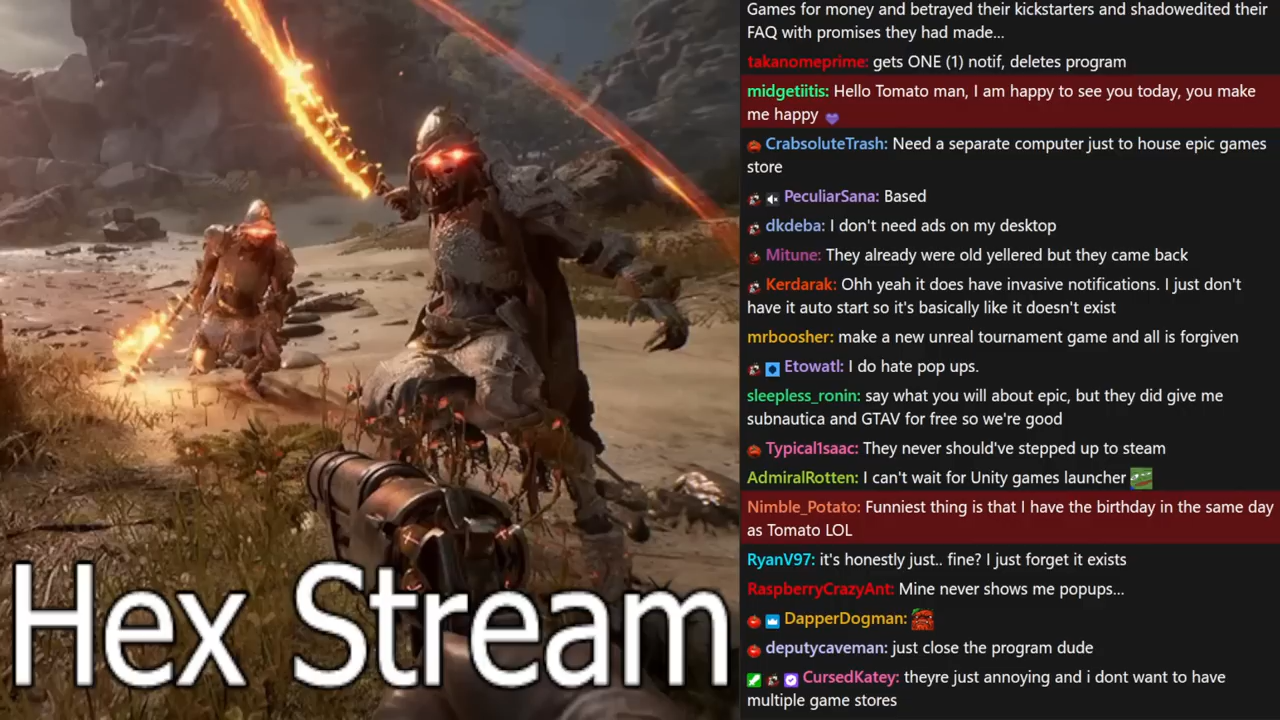 Games for money and betrayed their kickstarters and shadowedited their
FAQ with promises they had made...
takanomeprime: gets ONE (1) notif, deletes program
midgetiitis: Hello Tomato man, I am happy to see you today, you make
me happy
CrabsoluteTrash: Need a separate computer just to house epic games
store
PeculiarSana: Based
dkdeba: I don't need ads on my desktop
Mitune: They already were old yellered but they came back
Kerdarak: Ohh yeah it does have invasive notifications. I just don't
have it auto start so it's basically like it doesn't exist
mrboosher: make a new unreal tournament game and all is forgiven
Etowatl: I do hate pop ups.
sleepless_ronin: say what you will about epic, but they did give me
subnautica and GTAV for free so we're good
Typical1saac: They never should've stepped up to steam
AdmiralRotten: I can't wait for Unity games launcher
Nimble_Potato: Funniest thing is that I have the birthday in the same day
as Tomato LOL
RyanV97: it's honestly just.. fine? I just forget it exists
RaspberryCrazyAnt: Mine never shows me popups...
DapperDogman:
deputycaveman: just close the program dude
CursedKatey: theyre just annoying and i dont want to have
multiple game stores
Hex Stream